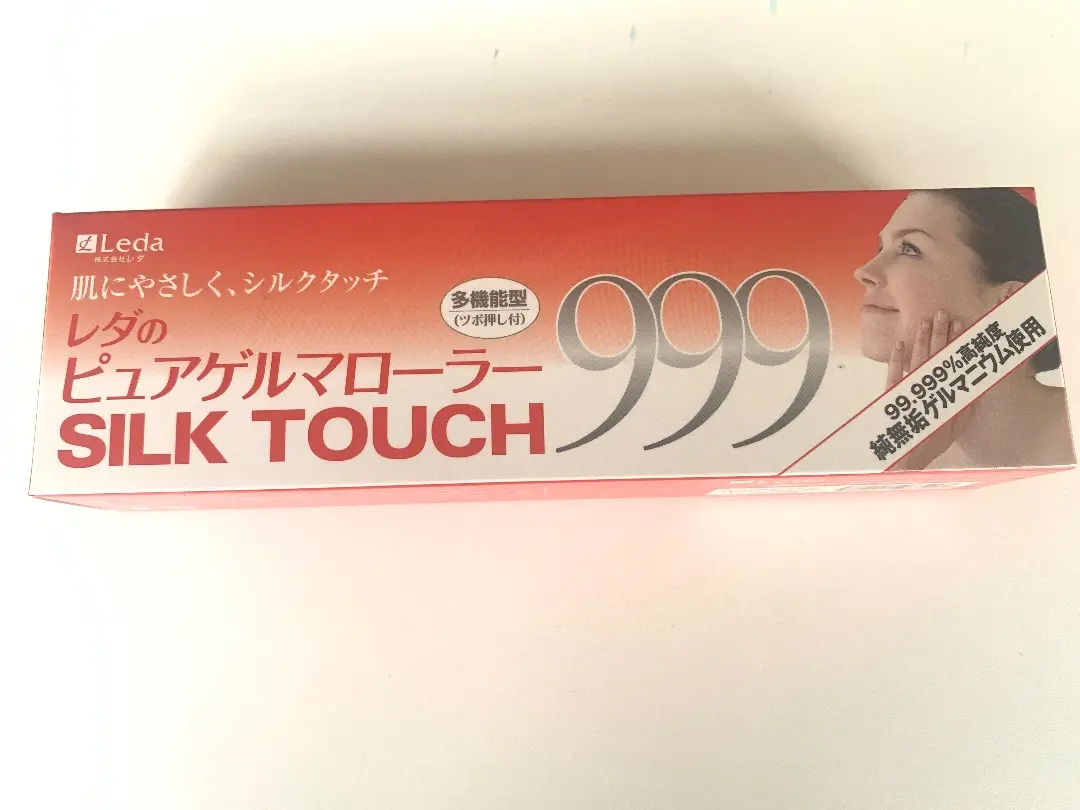 Leda
株式会社レダ
肌にやさしく、シルクタッチ
多機能型
(ツボ押し付)
レダの
ピュアゲルマローラー
SILK TOUCH
999
99.999%高純度
純無垢ゲルマニウム使用